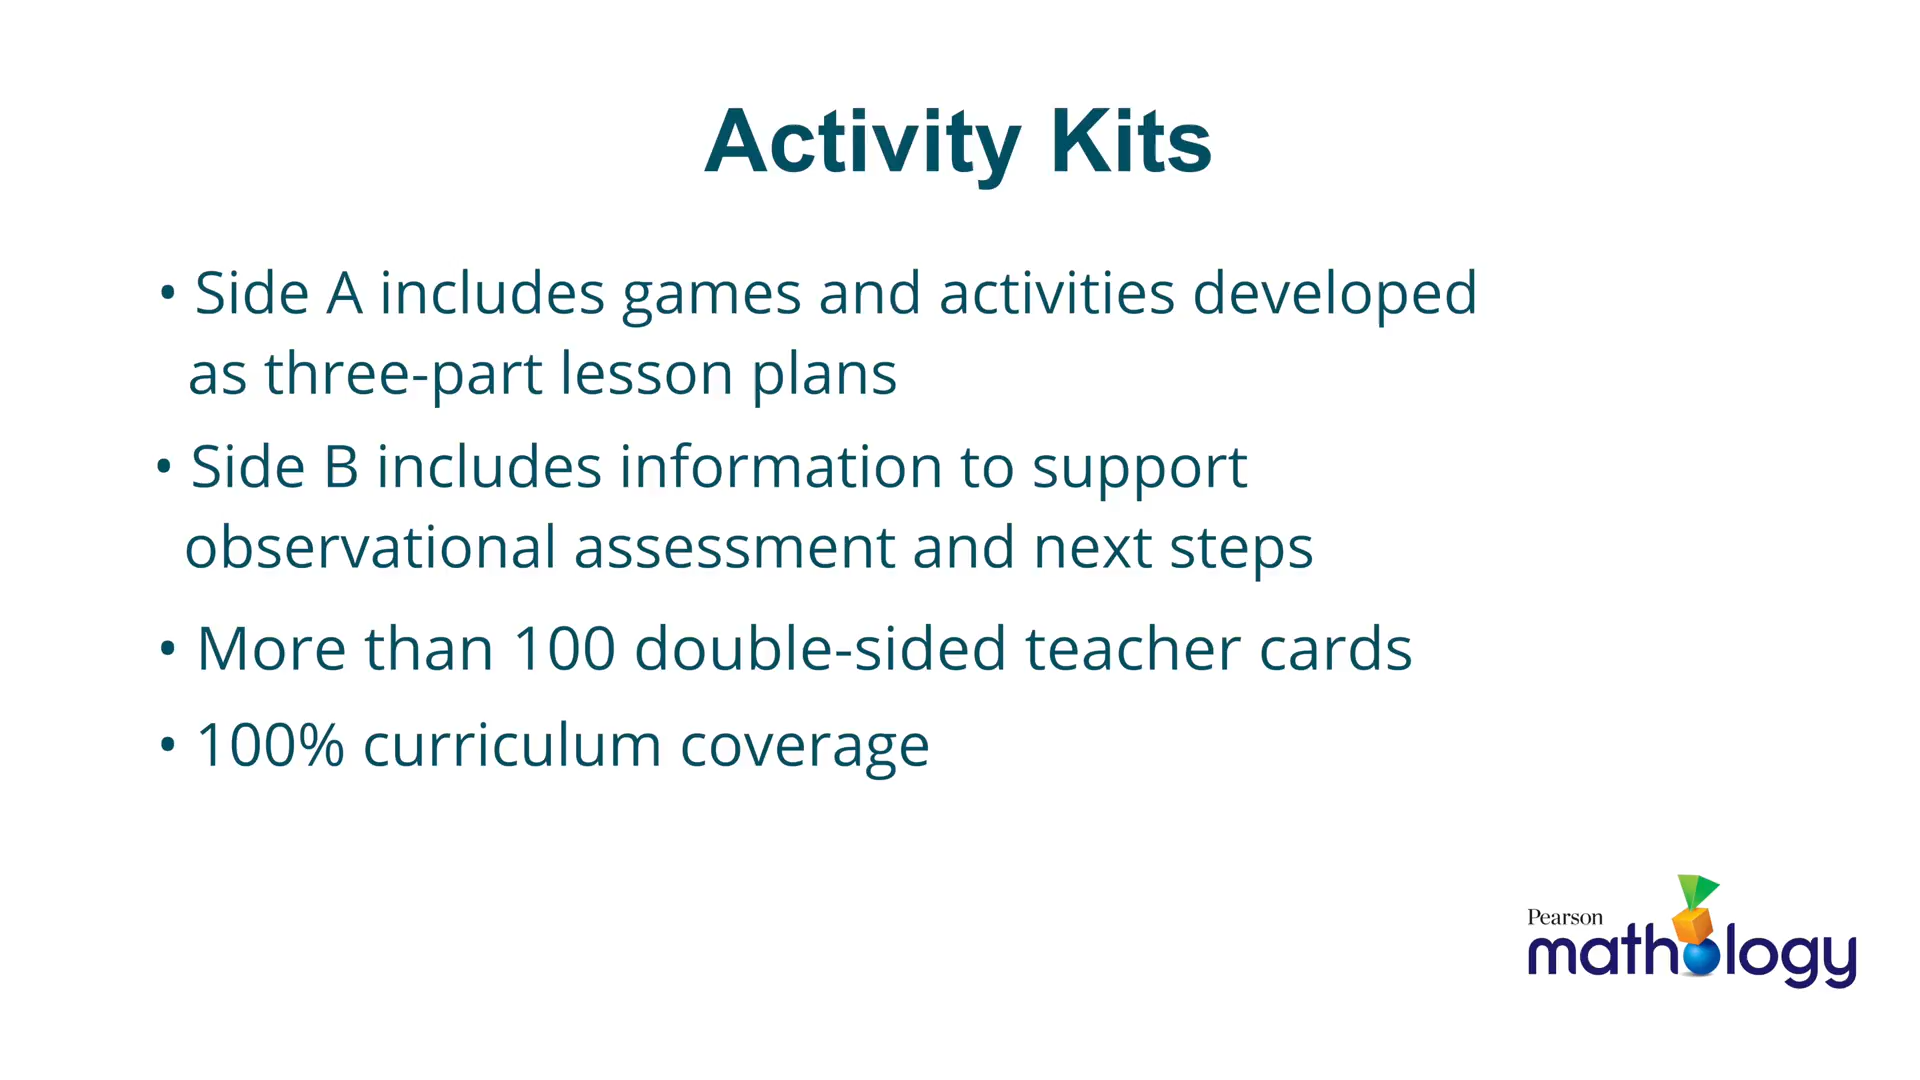 Activity Kits
• Side A includes games and activities developed
as three-part lesson plans
• Side B includes information to support
observational assessment and next steps
• More than 100 double-sided teacher cards
• 100% curriculum coverage
Pearson
mathology